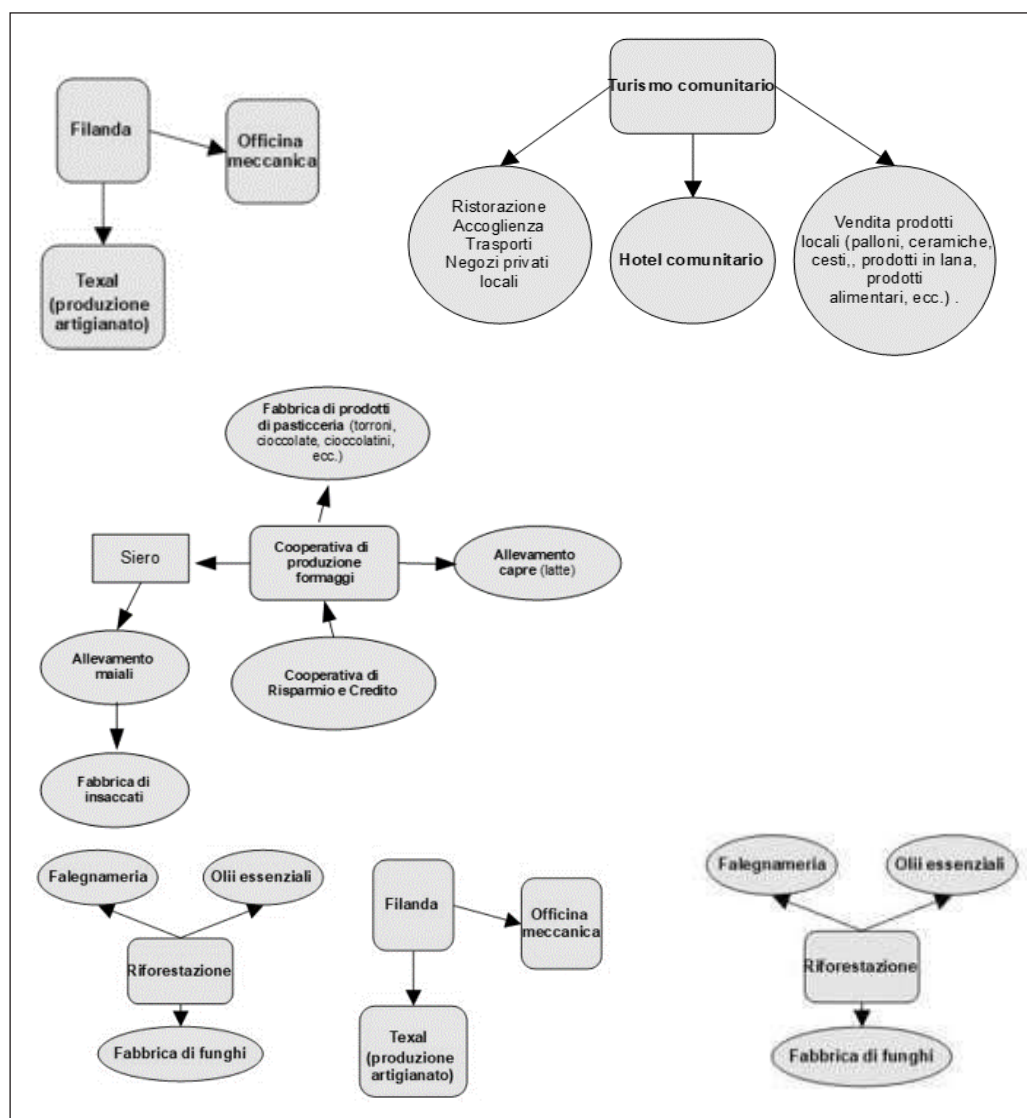 Filanda
Officina
meccanica
Texal
(produzione
artigianato)
Turismo comunitario
Ristorazione
Accoglienza
Trasporti
Negozi privati
locali
Hotel comunitario
Vendita prodotti
locali (palloni, ceramiche,
cesti,, prodotti in lana,
prodotti
alimentari, ecc.) .
Fabbrica di prodotti
di pasticceria (torroni,
cioccolate, cioccolatini,
ecc.)
Siero
Cooperativa di
produzione
formaggi
Allevamento
capre (latte)
Allevamento
maiali
Cooperativa di
Risparmio e Credito
Fabbrica di
insaccati
Falegnameria
Olii essenziali
Riforestazione
Fabbrica di funghi
Filanda
Officina
meccanica
Texal
(produzione
artigianato)
Falegnameria
Olii essenziali
Riforestazione
Fabbrica di funghi